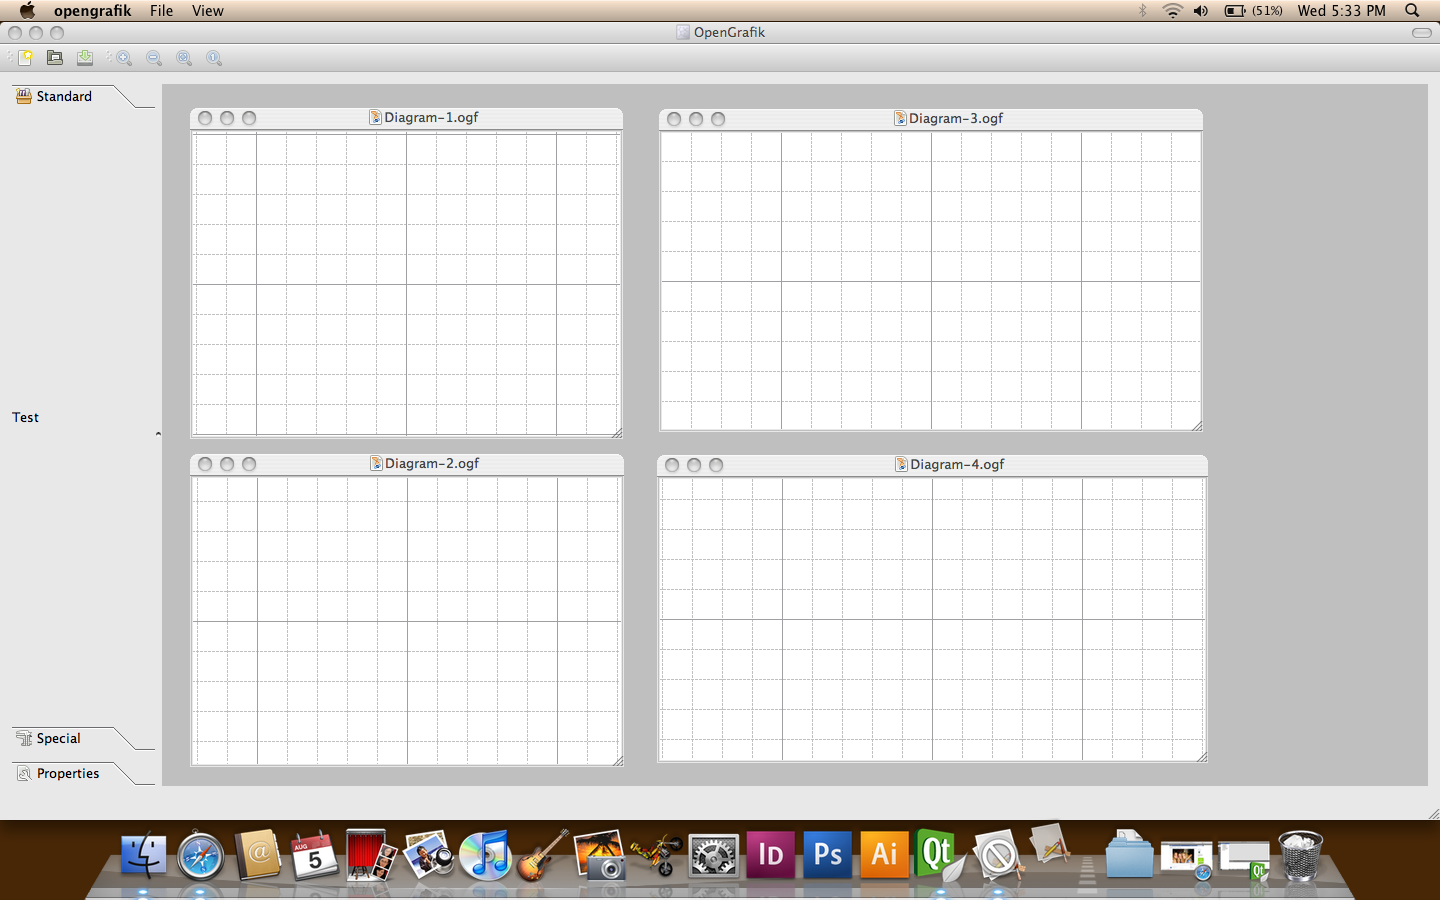 opengrafik File View (51%) Wed 5:33 PM
OpenGrafik
Standard
Diagram-1.ogf
Diagram-3.ogf
Test
Diagram-2.ogf
Diagram-4.ogf
Special
Properties
AUG
5
@
ID
Ps
Ai
Qt
Qt